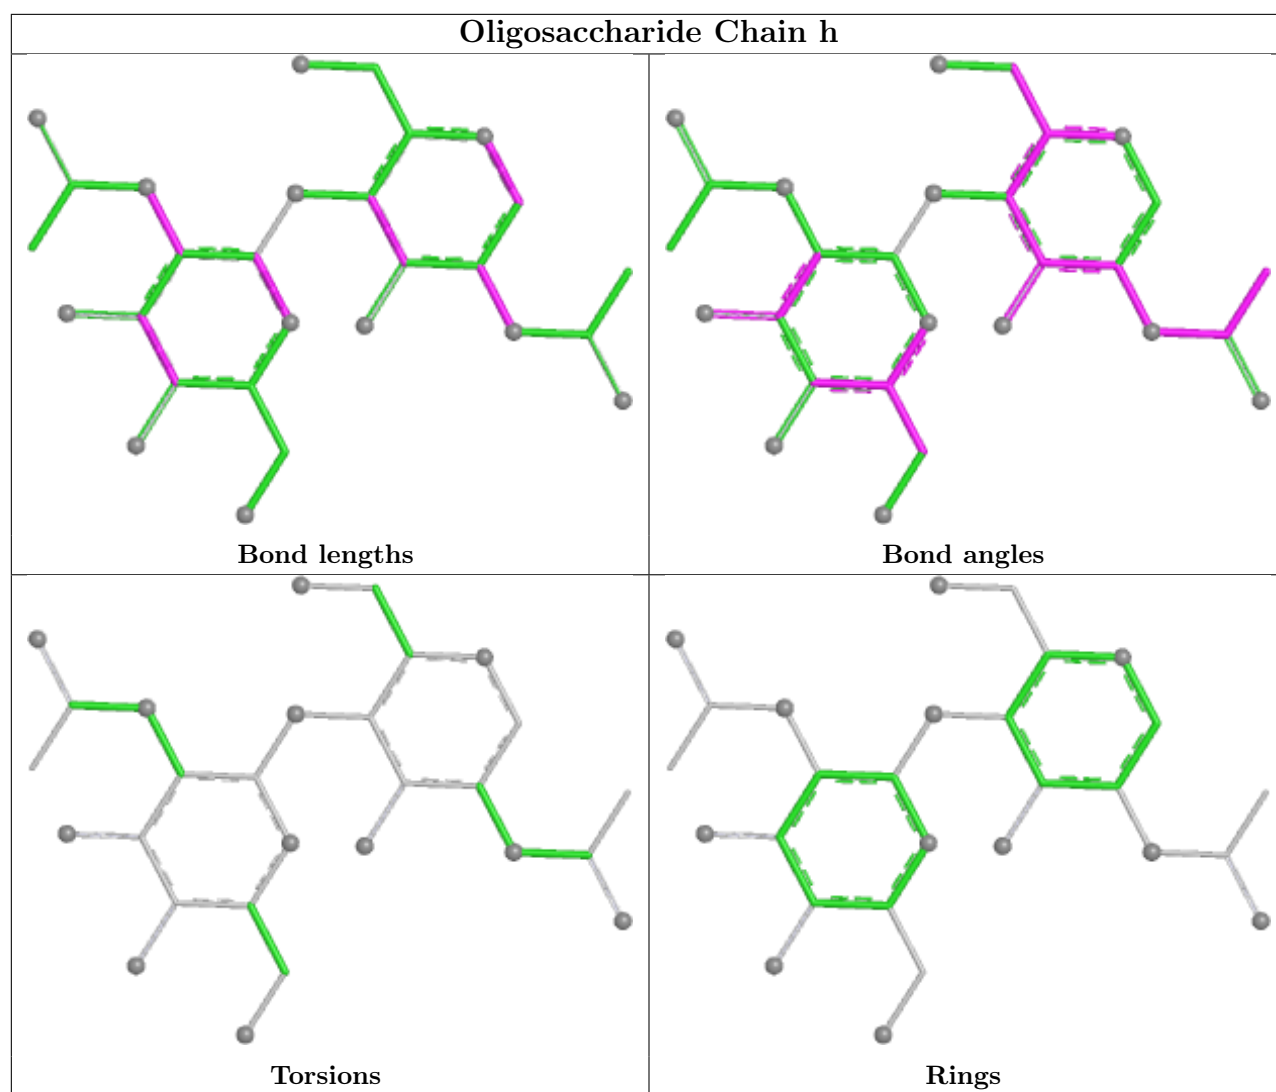 Oligosaccharide Chain h
Bond lengths
Bond angles
Torsions
Rings